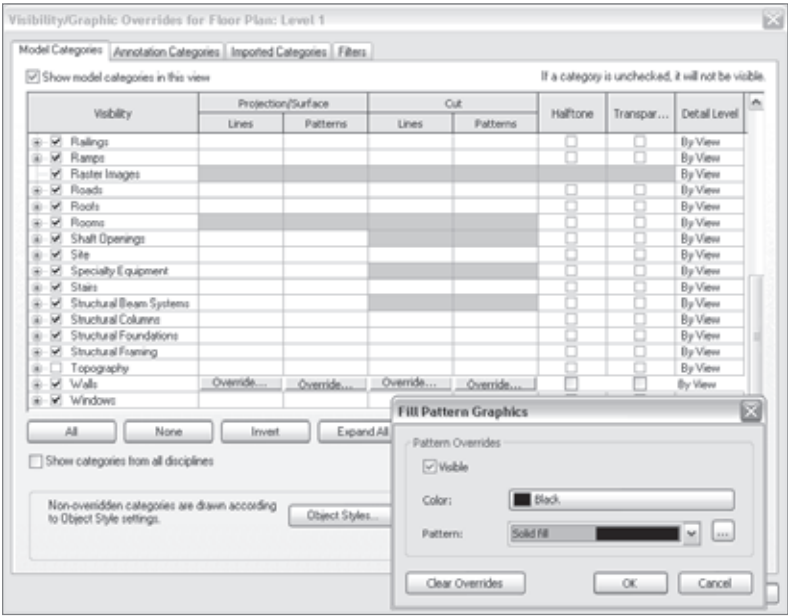 Visibility/Graphic Overrides for Floor Plan: Level 1
Model Categories Annotation Categories Imported Categories Filters
Show model categories in this view If a category is unchecked, it will not be visible.
Visibility Projection/Surface Cut Halftone Transpar... Detail Level
Lines Patterns Lines Patterns
Railings By View
Ramps By View
Raster Images By View
Roads By View
Roofs By View
Rooms By View
Shaft Openings By View
Site By View
Specialty Equipment By View
Stairs By View
Structural Beam Systems By View
Structural Columns By View
Structural Foundations By View
Structural Framing By View
Topography By View
Walls Override... Override... Override... Override... By View
Windows
All None Invert Expand All
Show categories from all disciplines
Non-overridden categories are drawn according
to Object Style settings.
Object Styles...
Fill Pattern Graphics
Pattern Overrides
Visible
Color: Black
Pattern: Solid fill ...
Clear Overrides OK Cancel